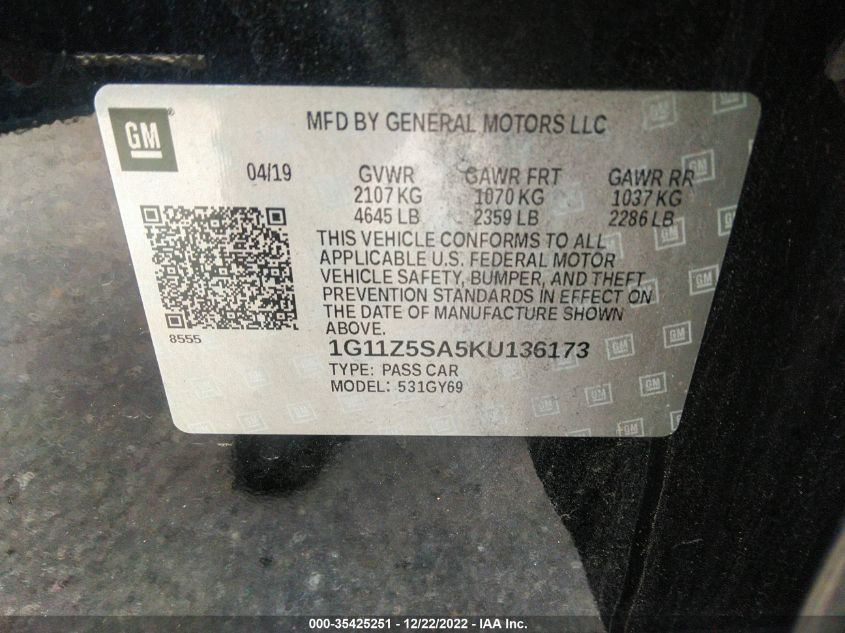 GM
MFD BY GENERAL MOTORS LLC
04/19 GVWR GAWR FRT GAWR RR
2107 KG 1070 KG 1037 KG
4645 LB 2359 LB 2286 LB
THIS VEHICLE CONFORMS TO ALL
APPLICABLE U.S. FEDERAL MOTOR
VEHICLE SAFETY, BUMPER, AND THEFT
PREVENTION STANDARDS IN EFFECT ON
THE DATE OF MANUFACTURE SHOWN
ABOVE.
8555
1G11Z5SA5KU136173
TYPE: PASS CAR
MODEL: 531GY69
000-35425251 - 12/22/2022 - IAA Inc.